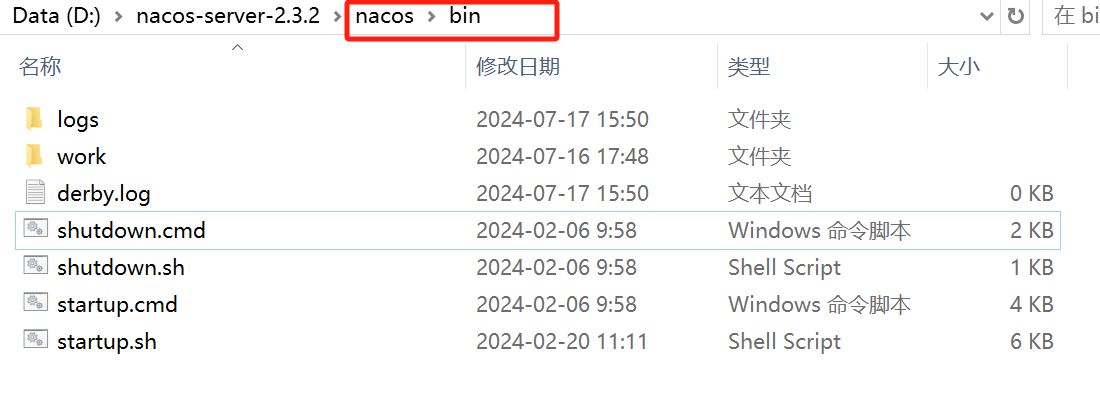 Data (D:) > nacos-server-2.3.2 > nacos > bin 在 bi
名称 修改日期 类型 大小
logs 2024-07-17 15:50 文件夹
work 2024-07-16 17:48 文件夹
derby.log 2024-07-17 15:50 文本文档 0 KB
shutdown.cmd 2024-02-06 9:58 Windows 命令脚本 2 KB
shutdown.sh 2024-02-06 9:58 Shell Script 1 KB
startup.cmd 2024-02-06 9:58 Windows 命令脚本 4 KB
startup.sh 2024-02-20 11:11 Shell Script 6 KB